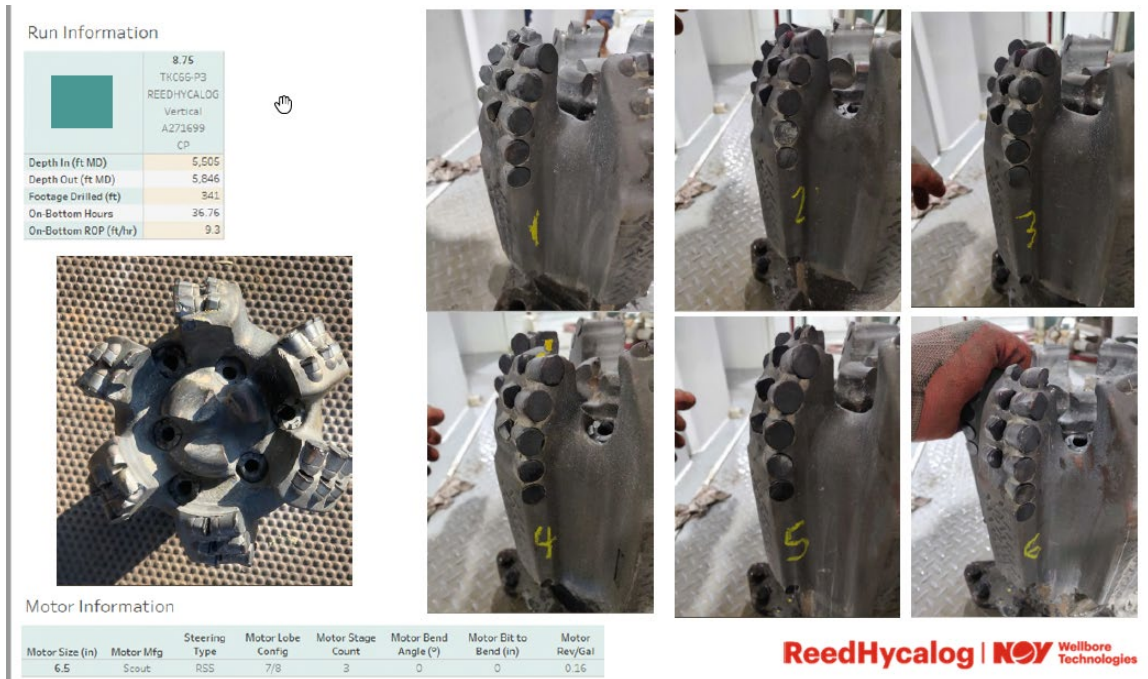 Run Information
8.75
TKC66-P3
REEDHYCALOG
Vertical
A271699
CP
Depth In (ft MD) 5,505
Depth Out (ft MD) 5,846
Footage Drilled (ft) 341
On-Bottom Hours 36.76
On-Bottom ROP (ft/hr) 9.3
1
2
3
4
5
6
Motor Information
Motor Size (in) Motor Mfg Steering Type Motor Lobe Config Motor Stage Count Motor Bend Angle (°) Motor Bit to Bend (in) Motor Rev/Gal
6.5 Scout RSS 7/8 3 0 0 0.16
ReedHycalog | NOV Wellbore Technologies